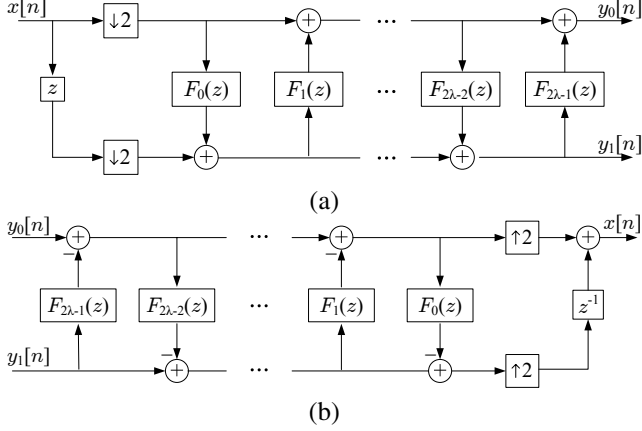 x[n] ↓2 + ... + y₀[n]
z F₀(z) F₁(z) ... F₂λ₋₂(z) F₂λ₋₁(z)
↓2 + ... + y₁[n]
(a)
y₀[n] + ... + ↑2 + x[n]
− −
F₂λ₋₁(z) F₂λ₋₂(z) ... F₁(z) F₀(z) z⁻¹
− −
y₁[n] + ... + ↑2
(b)